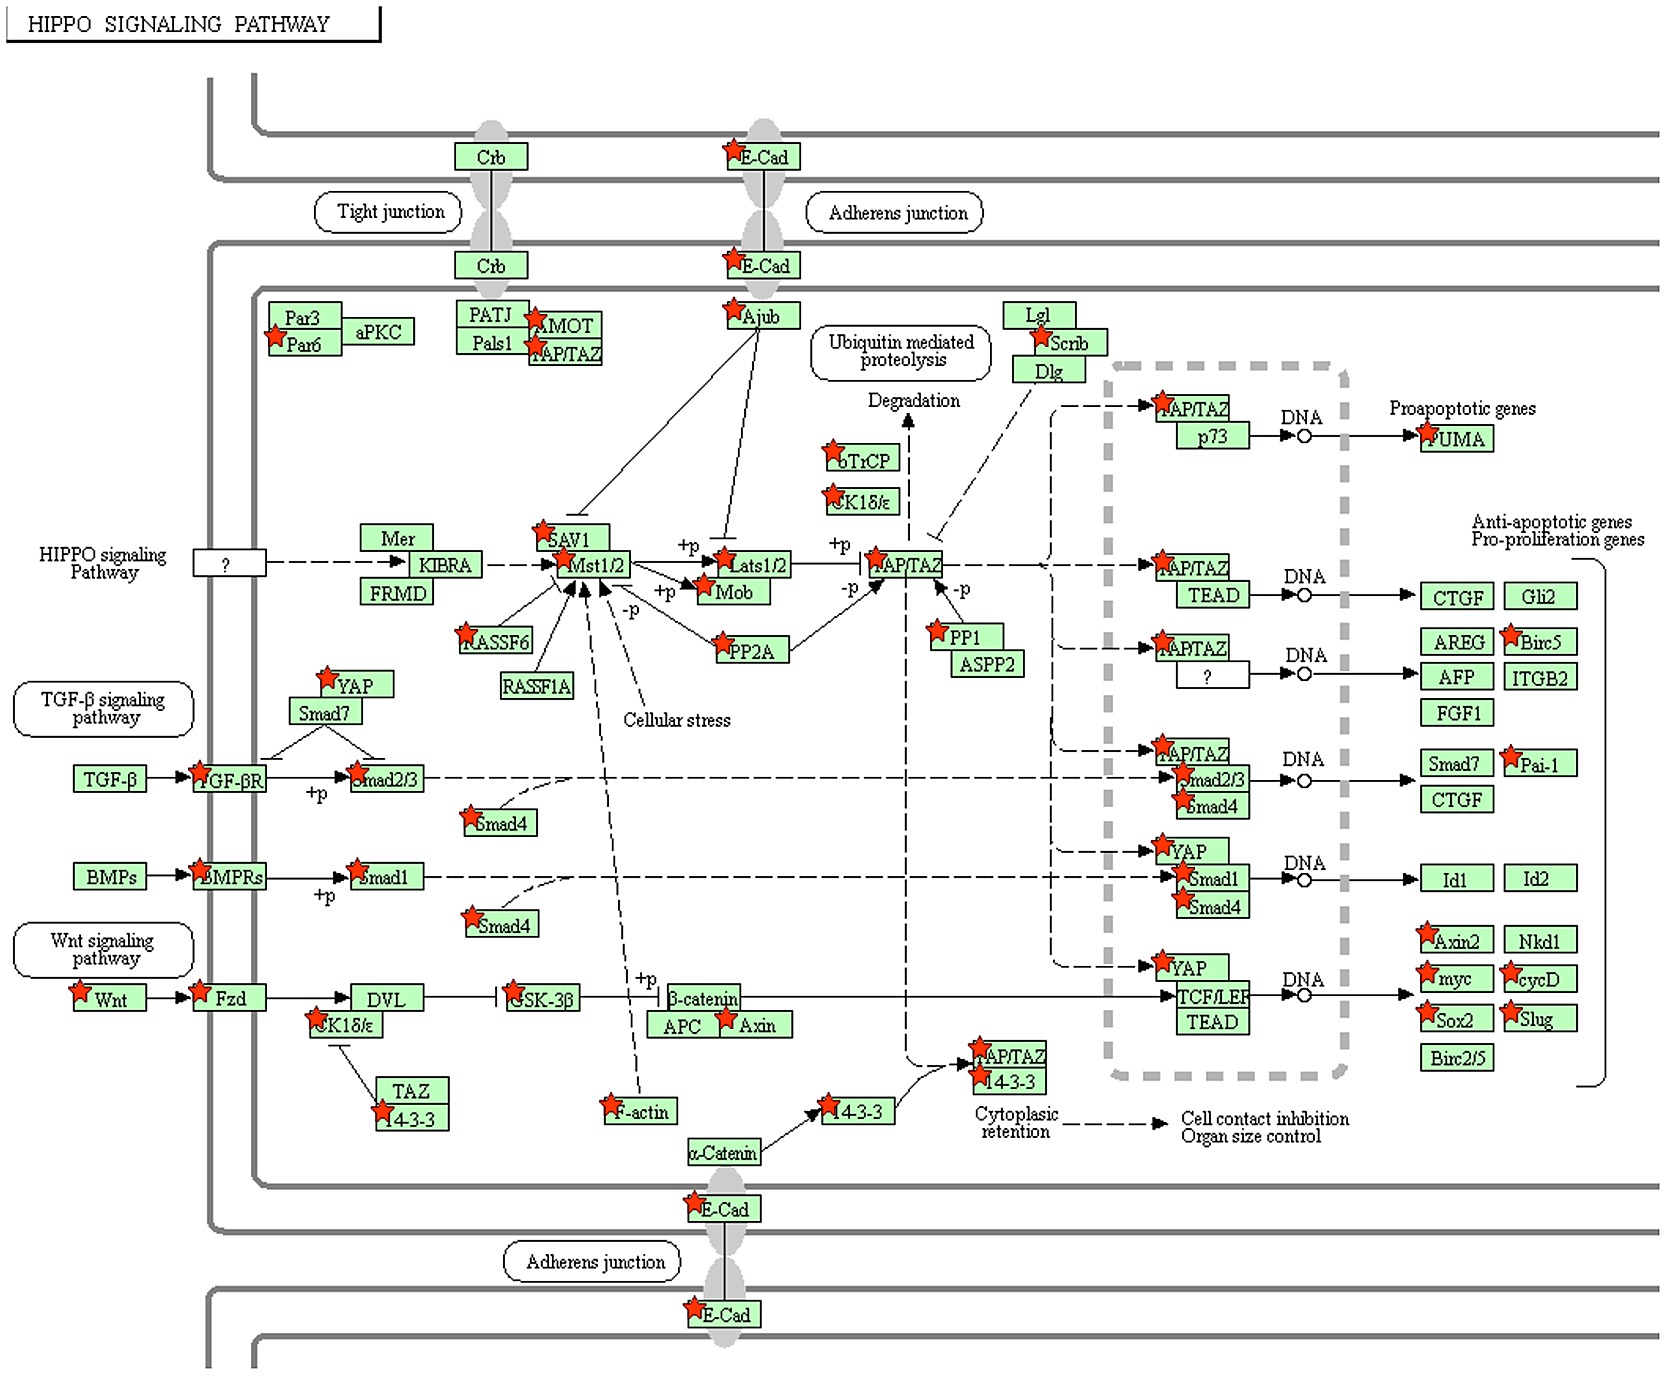 HIPPO SIGNALING PATHWAY
Crb
E-Cad
Tight junction
Adherens junction
Crb
E-Cad
Par3
Par6
aPKC
PATJ
Pals1
AMOT
YAP/TAZ
Ajub
Lgl
Scrib
Dlg
Ubiquitin mediated
proteolysis
Degradation
βTrCP
CK1δ/ε
YAP/TAZ
p73
DNA
Proapoptotic genes
PUMA
Anti-apoptotic genes
Pro-proliferation genes
HIPPO signaling
Pathway
?
Mer
KIBRA
FRMD
SAV1
Mst1/2
+p
+p
-p
Lats1/2
Mob
+p
-p
YAP/TAZ
-p
RASSF6
RASSF1A
PP2A
PP1
ASPP2
Cellular stress
YAP/TAZ
TEAD
DNA
CTGF
Gli2
YAP/TAZ
?
DNA
AREG
Birc5
AFP
ITGB2
FGF1
TGF-β signaling
pathway
YAP
Smad7
TGF-β
TGF-βR
+p
Smad2/3
Smad4
YAP/TAZ
Smad2/3
Smad4
DNA
Smad7
Pai-1
CTGF
BMPs
BMPRs
+p
Smad1
Smad4
YAP
Smad1
Smad4
DNA
Id1
Id2
Wnt signaling
pathway
Wnt
Fzd
DVL
CK1δ/ε
GSK-3β
+p
β-catenin
APC
Axin
YAP
TCF/LEF
TEAD
DNA
Axin2
Nkd1
myc
cycD
Sox2
Slug
Birc2/5
TAZ
14-3-3
F-actin
14-3-3
YAP/TAZ
14-3-3
Cytoplasic
retention
Cell contact inhibition
Organ size control
α-Catenin
E-Cad
Adherens junction
E-Cad